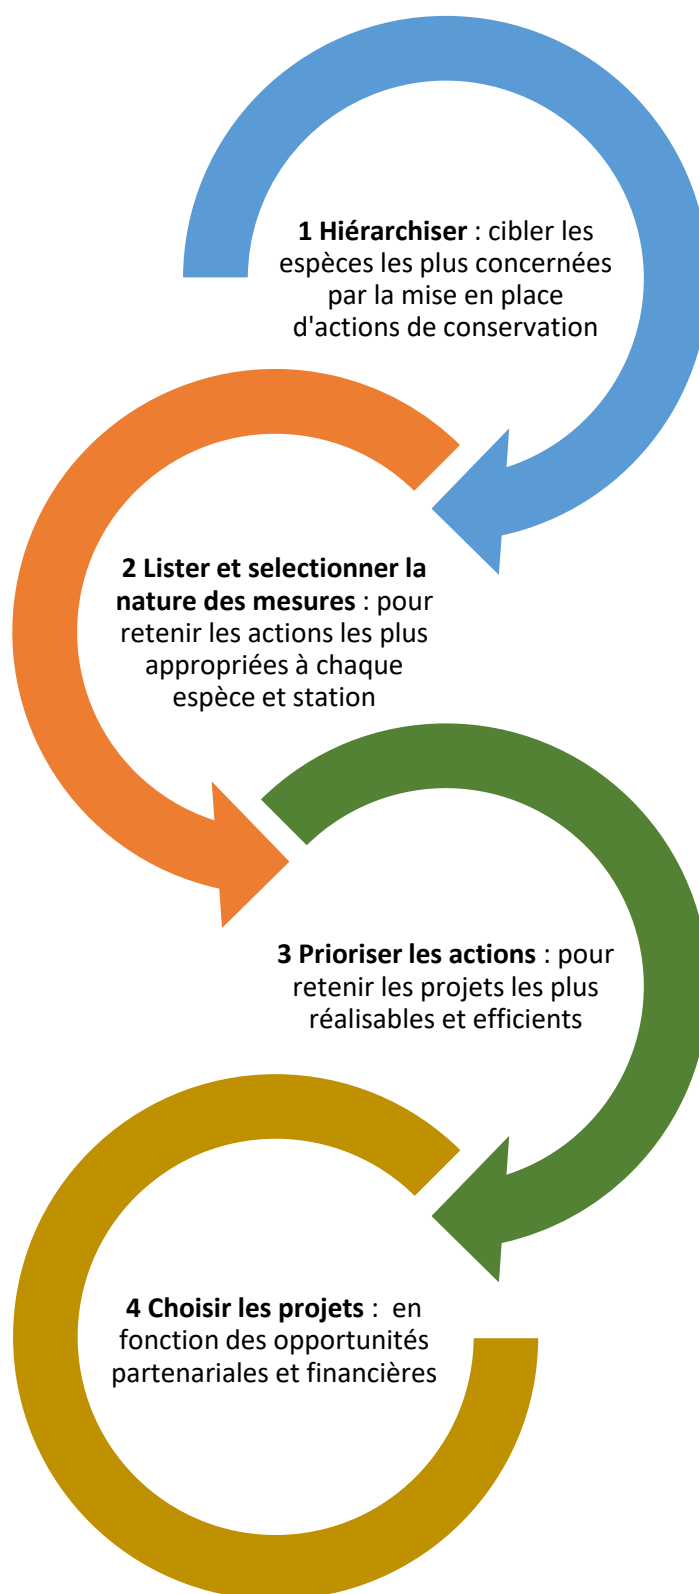 1 Hiérarchiser : cibler les
espèces les plus concernées
par la mise en place
d'actions de conservation
2 Lister et selectionner la
nature des mesures : pour
retenir les actions les plus
appropriées à chaque
espèce et station
3 Prioriser les actions : pour
retenir les projets les plus
réalisables et efficients
4 Choisir les projets :  en
fonction des opportunités
partenariales et financières